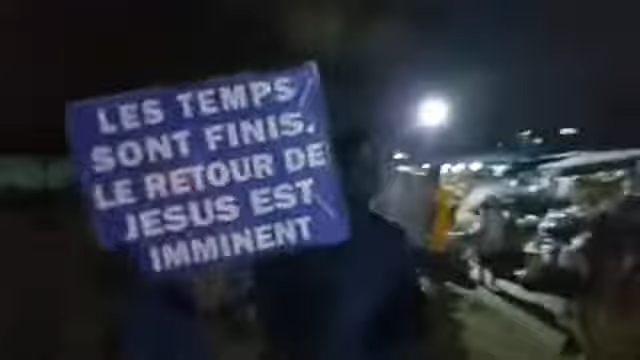 LES TEMPS
SONT FINIS.
LE RETOUR DE
JESUS EST
IMMINENT